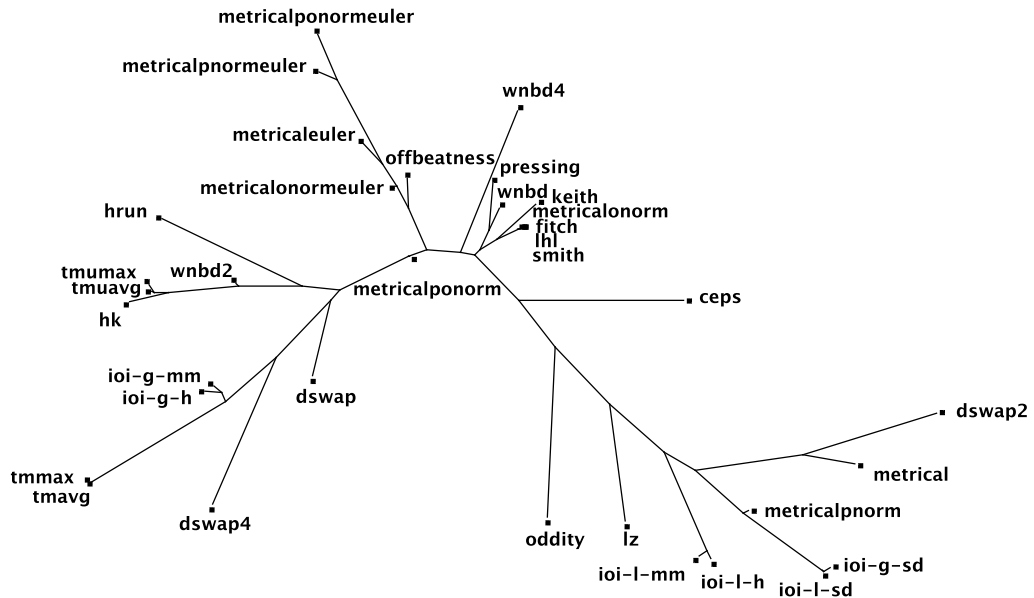 metricalponormeuler
metricalpnormeuler
wnbd4
metricaleuler
offbeatness
pressing
metricalonormeuler
wnbd
keith
hrun
metricalonorm
fitch
lhl
smith
tmumax
wnbd2
tmuavg
metricalponorm
ceps
hk
ioi-g-mm
ioi-g-h
dswap
dswap2
tmmax
metrical
tmavg
metricalpnorm
dswap4
oddity
lz
ioi-g-sd
ioi-l-mm
ioi-l-h
ioi-l-sd